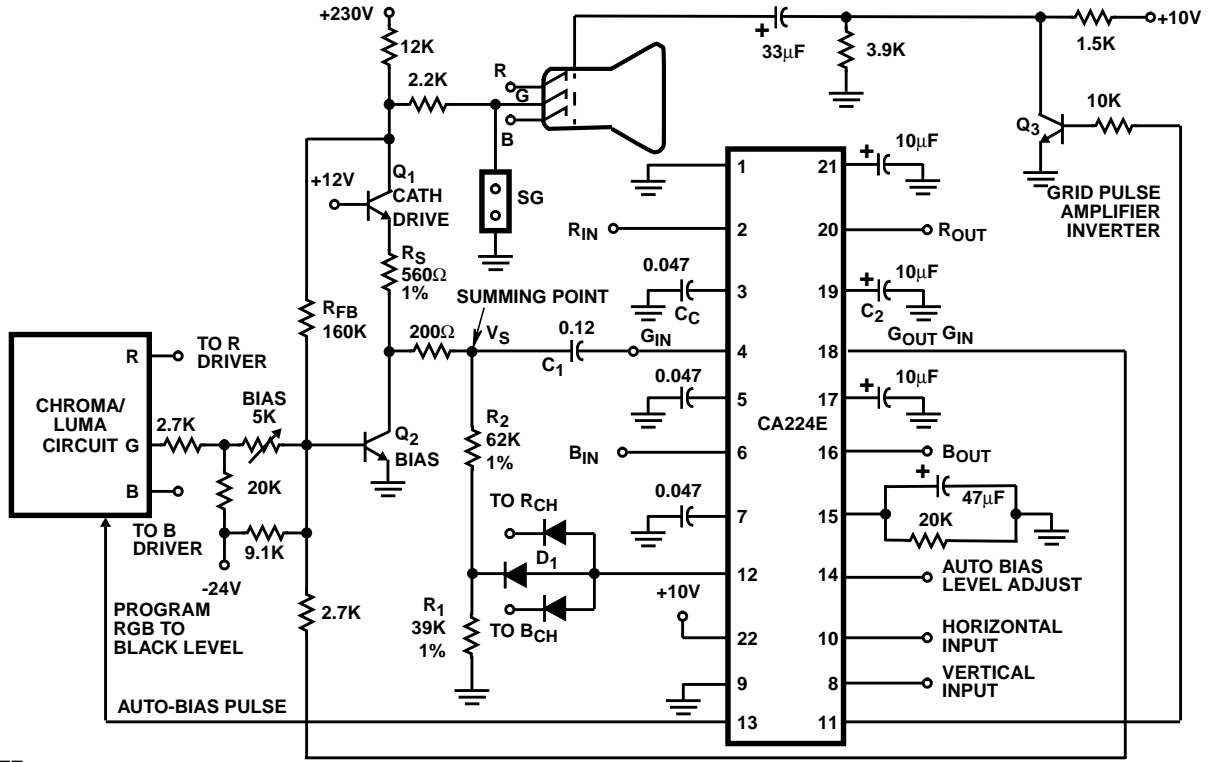 +230V
12K
2.2K
R
G
B
SG
+
33μF
3.9K
1.5K
+10V
10K
Q3
GRID PULSE
AMPLIFIER
INVERTER
+12V
Q1
CATH
DRIVE
RS
560Ω
1%
RFB
160K
200Ω
SUMMING POINT
VS
0.12
C1
GIN
RIN
0.047
CC
0.047
BIN
0.047
R2
62K
1%
TO RCH
D1
TO BCH
R1
39K
1%
+10V
1
2
3
4
5
6
7
12
22
9
13
CA224E
21
20
19
18
17
16
15
14
10
8
11
+
10μF
ROUT
+
10μF
C2
GOUT GIN
+
10μF
BOUT
+
47μF
20K
AUTO BIAS
LEVEL ADJUST
HORIZONTAL
INPUT
VERTICAL
INPUT
R
TO R
DRIVER
CHROMA/
LUMA
CIRCUIT G
B
TO B
DRIVER
2.7K
BIAS
5K
20K
9.1K
-24V
Q2
BIAS
2.7K
PROGRAM
RGB TO
BLACK LEVEL
AUTO-BIAS PULSE